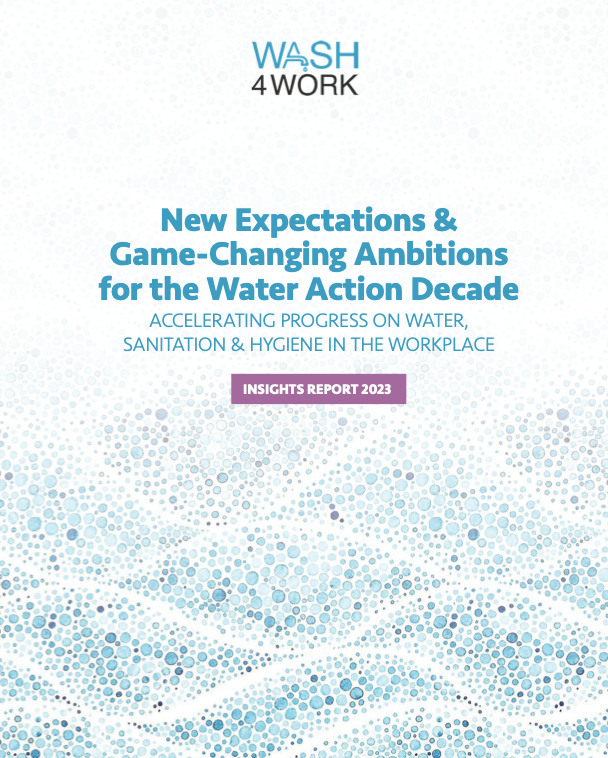 WASH
4WORK
New Expectations &
Game-Changing Ambitions
for the Water Action Decade
ACCELERATING PROGRESS ON WATER,
SANITATION & HYGIENE IN THE WORKPLACE
INSIGHTS REPORT 2023